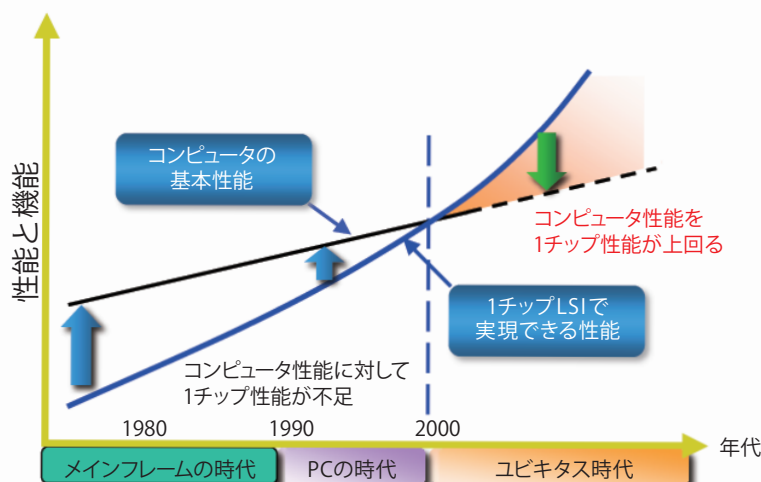 性能と機能
コンピュータの
基本性能
コンピュータ性能を
1チップ性能が上回る
1チップLSIで
実現できる性能
コンピュータ性能に対して
1チップ性能が不足
1980
1990
2000
年代
メインフレームの時代
PCの時代
ユビキタス時代